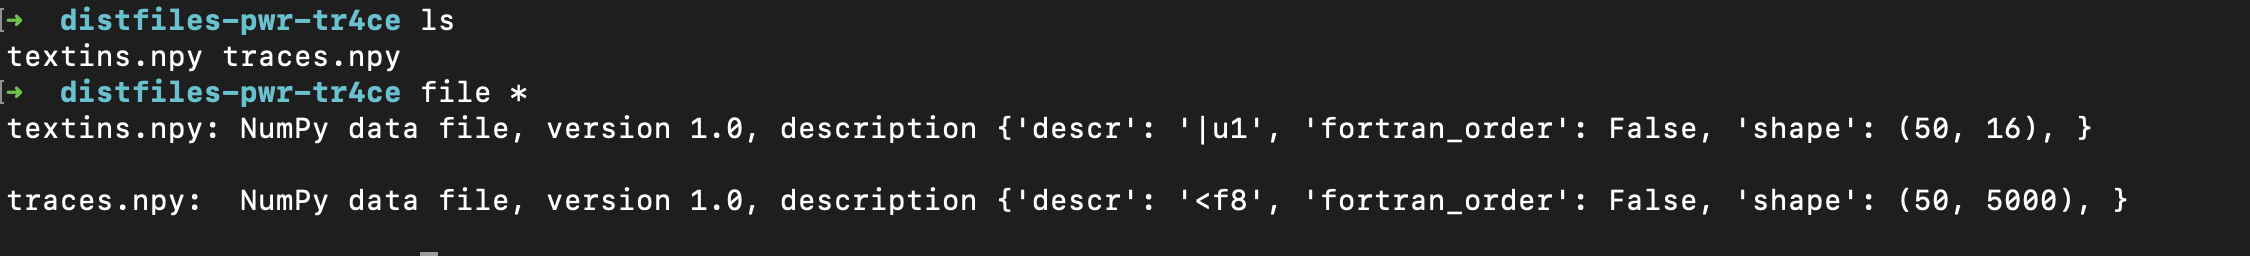 ➜  distfiles-pwr-tr4ce ls
textins.npy traces.npy
➜  distfiles-pwr-tr4ce file *
textins.npy: NumPy data file, version 1.0, description {'descr': '|u1', 'fortran_order': False, 'shape': (50, 16), }
traces.npy:  NumPy data file, version 1.0, description {'descr': '<f8', 'fortran_order': False, 'shape': (50, 5000), }